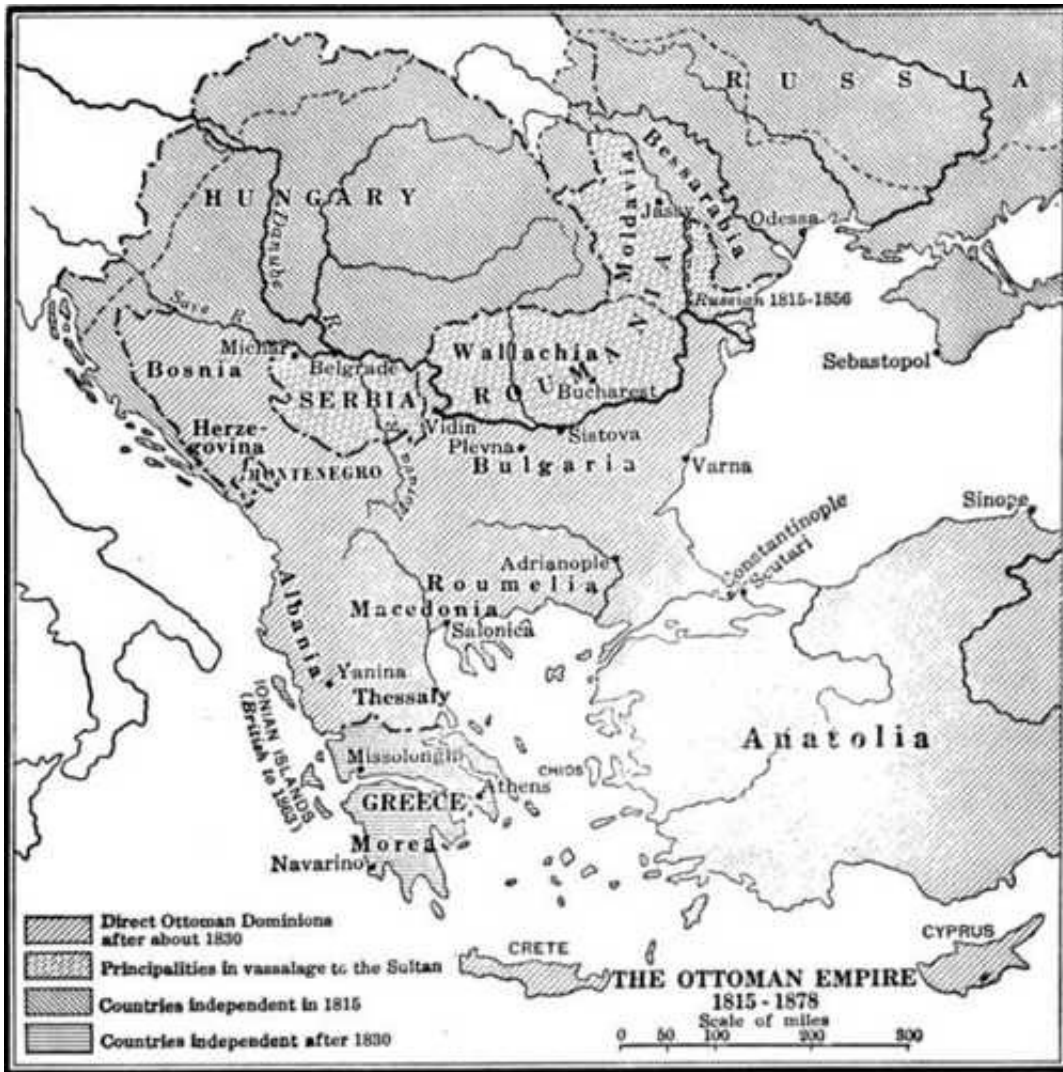 RUSSIA
HUNGARY
Danube
Moldavia
Bessarabia
Jassy
Odessa
Russian 1815-1856
Save R.
Michar
Belgrade
Bosnia
SERBIA
Wallachia
ROUMANIA
Bucharest
Sebastopol
Herze-
govina
MONTENEGRO
Vidin
Sistova
Plevna
Bulgaria
Varna
Sinope
Constantinople
Scutari
Adrianople
Roumelia
Macedonia
Salonica
Albania
Yanina
Thessaly
IONIAN ISLANDS
(British to 1863)
Missolonghi
CHIOS
Anatolia
Athens
GREECE
Morea
Navarino
CRETE
CYPRUS
Direct Ottoman Dominions
after about 1830
Principalities in vassalage to the Sultan
Countries independent in 1815
Countries independent after 1830
THE OTTOMAN EMPIRE
1815 - 1878
Scale of miles
0 50 100 200 300